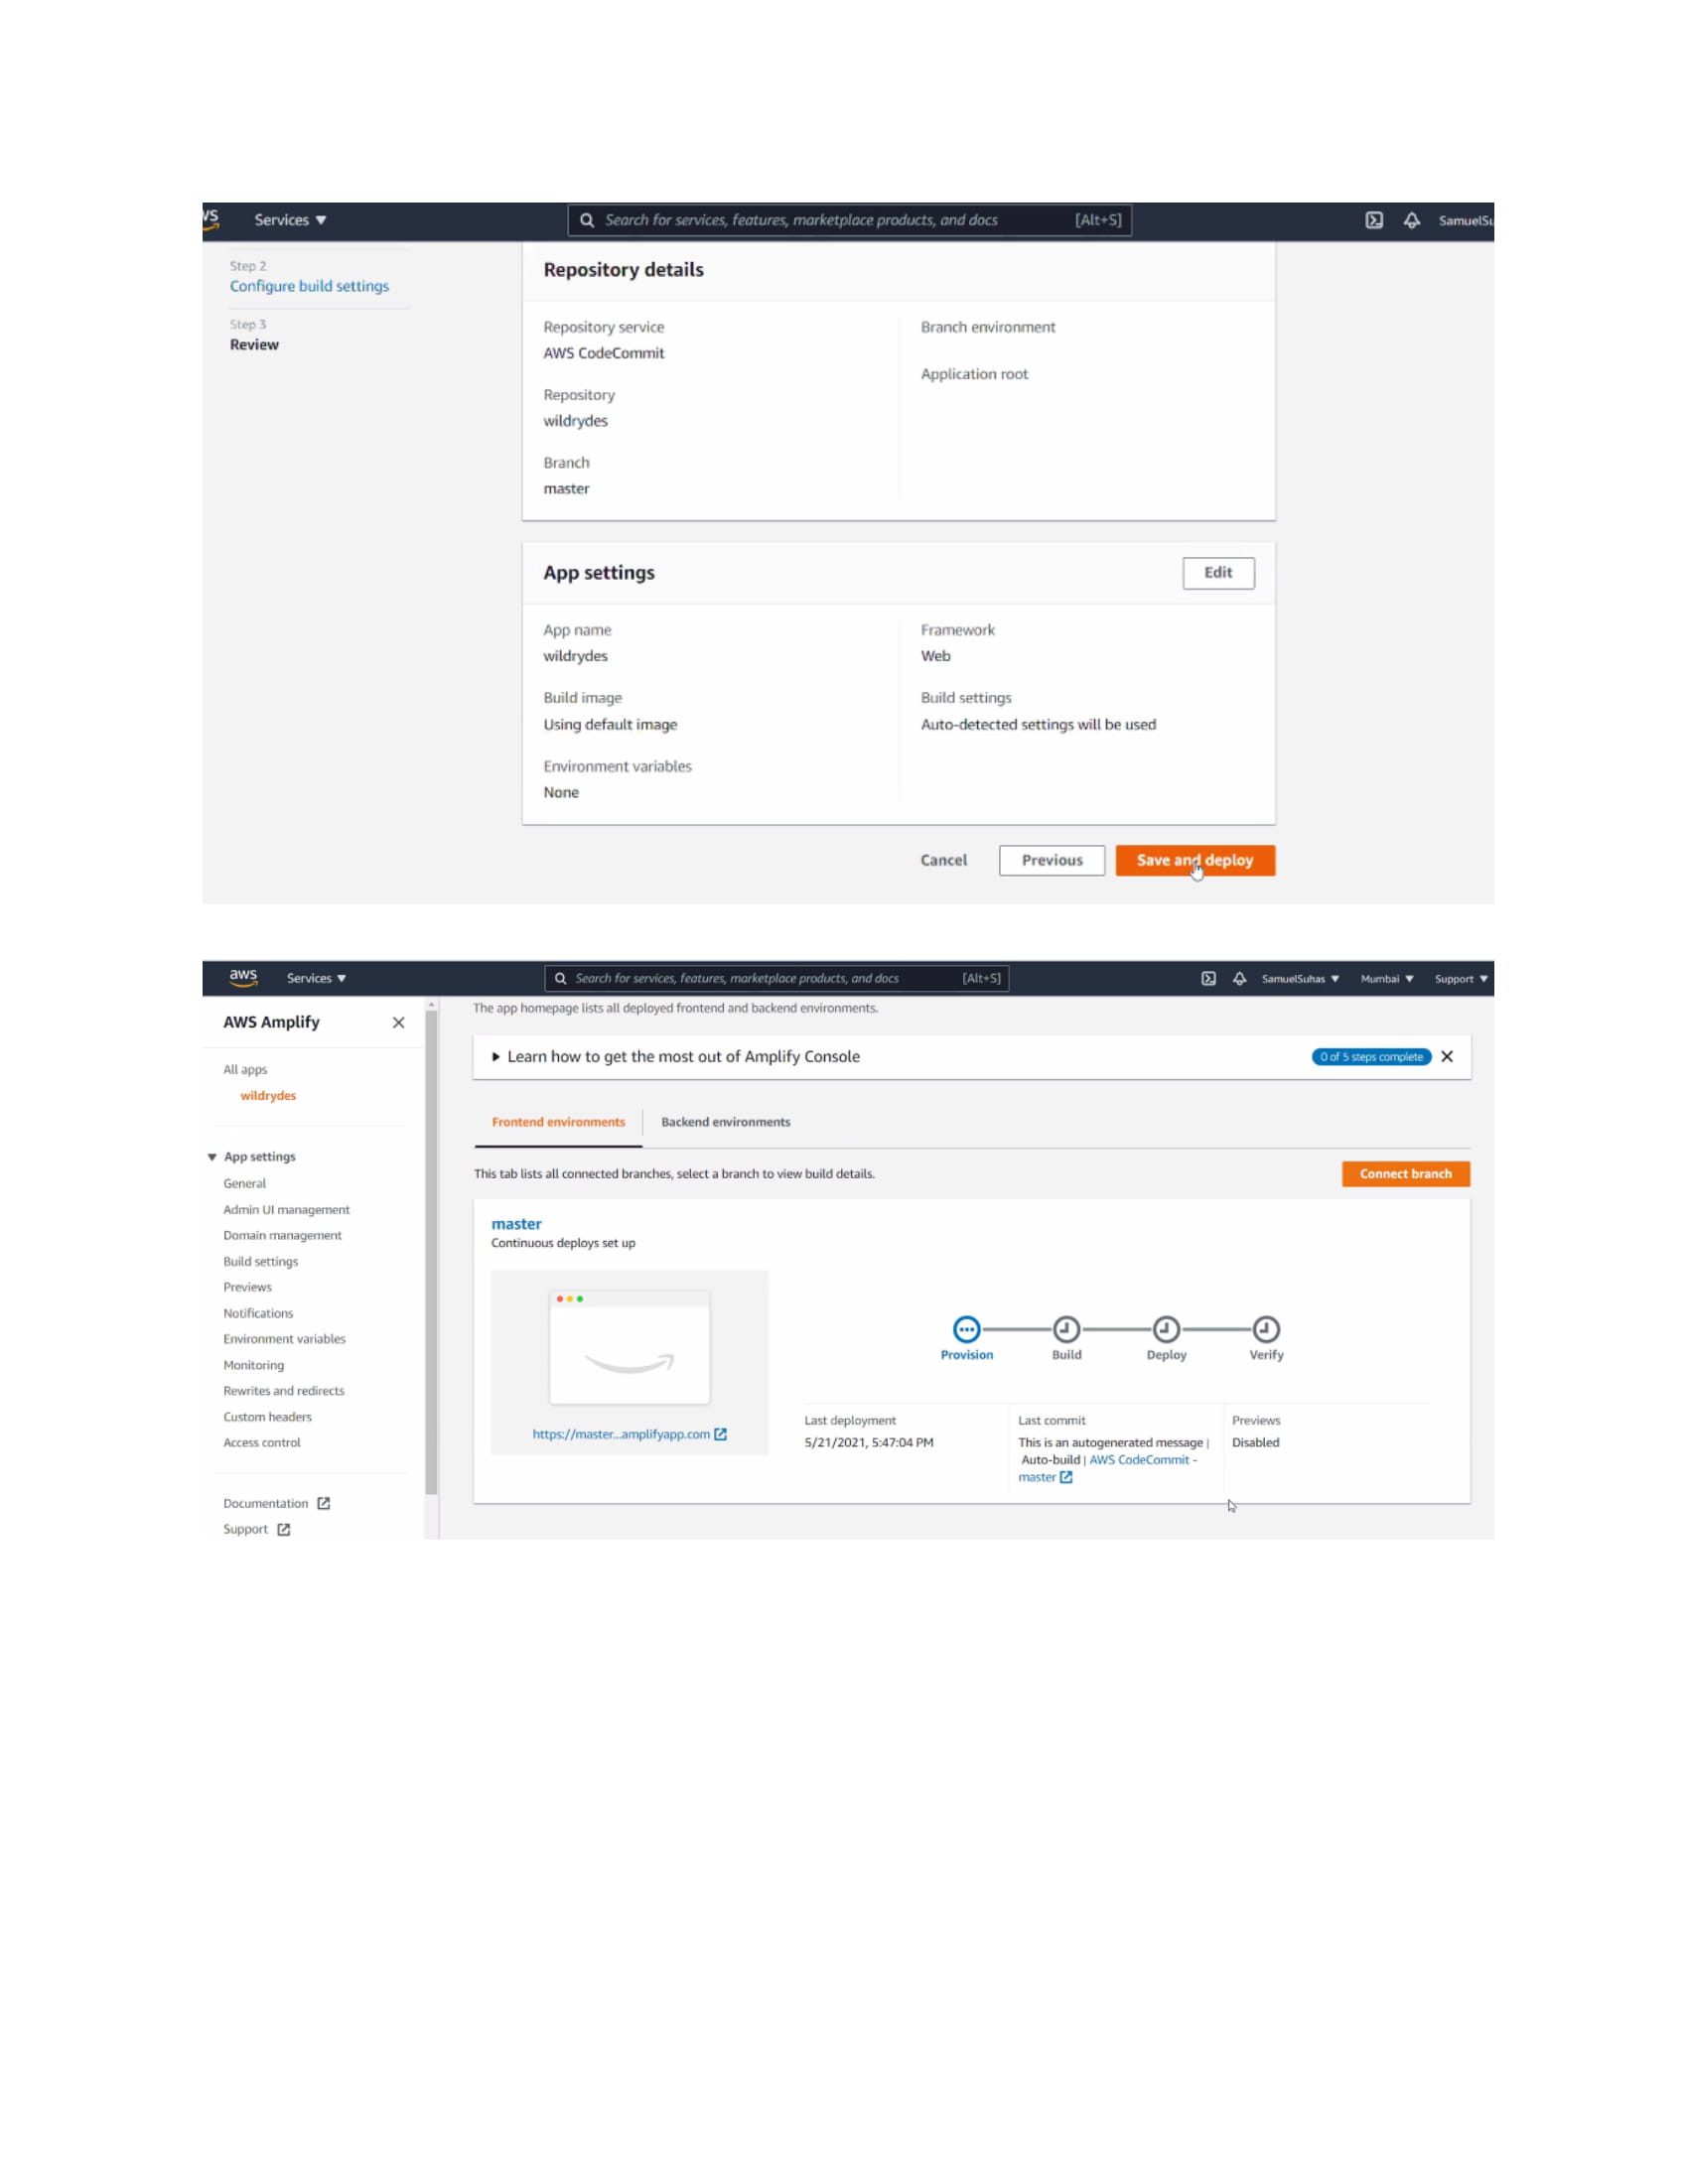 Services ▼
Search for services, features, marketplace products, and docs
[Alt+S]
Step 2
Configure build settings
Step 3
Review
Repository details
Repository service
AWS CodeCommit
Repository
wildrydes
Branch
master
Branch environment
Application root
App settings
Edit
App name
wildrydes
Build image
Using default image
Environment variables
None
Framework
Web
Build settings
Auto-detected settings will be used
Cancel
Previous
Save and deploy
aws
Services ▼
Search for services, features, marketplace products, and docs
[Alt+S]
SamuelSuhas ▼
Mumbai ▼
Support ▼
AWS Amplify
All apps
wildrydes
App settings
General
Admin UI management
Domain management
Build settings
Previews
Notifications
Environment variables
Monitoring
Rewrites and redirects
Custom headers
Access control
Documentation
Support
The app homepage lists all deployed frontend and backend environments.
Learn how to get the most out of Amplify Console
0 of 5 steps complete
Frontend environments
Backend environments
This tab lists all connected branches, select a branch to view build details.
Connect branch
master
Continuous deploys set up
https://master...amplifyapp.com
Provision
Build
Deploy
Verify
Last deployment
5/21/2021, 5:47:04 PM
Last commit
This is an autogenerated message |
Auto-build | AWS CodeCommit -
master
Previews
Disabled